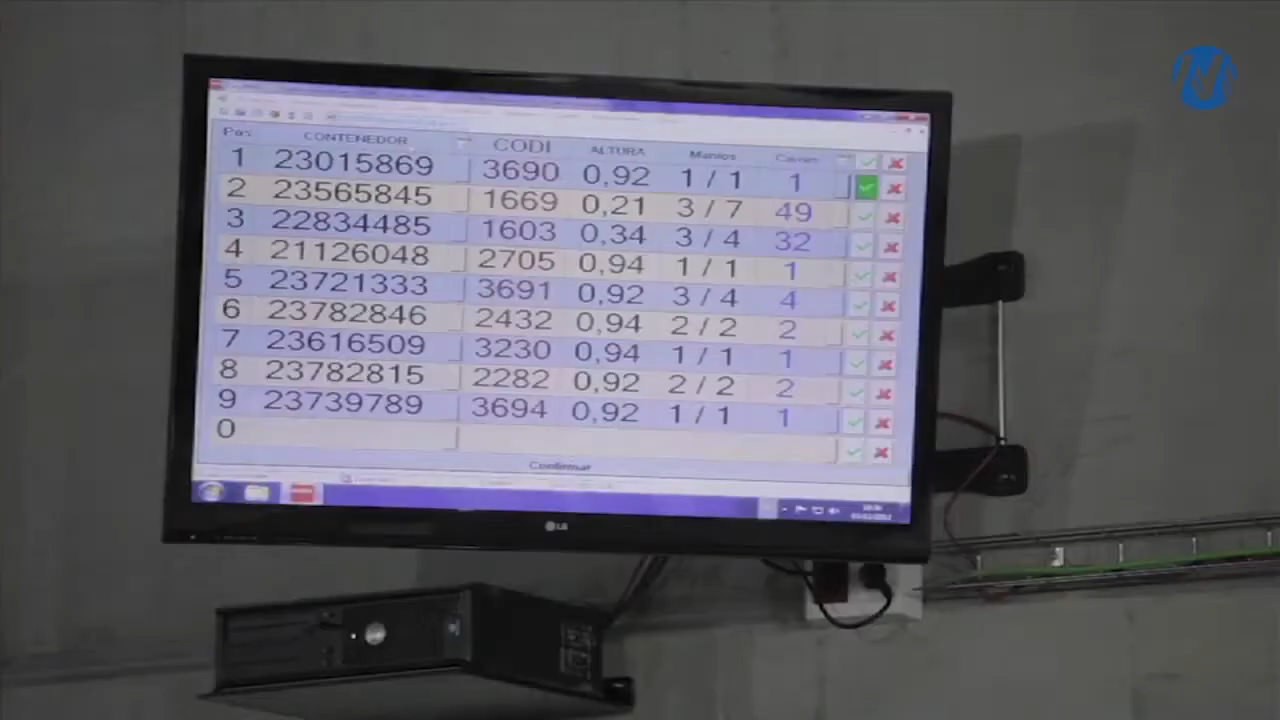 Pos CONTENEDOR CODI ALTURA
1 23015869 3690 0,92 1 / 1 1
2 23565845 1669 0,21 3 / 7 49
3 22834485 1603 0,34 3 / 4 32
4 21126048 2705 0,94 1 / 1 1
5 23721333 3691 0,92 3 / 4 4
6 23782846 2432 0,94 2 / 2 2
7 23616509 3230 0,94 1 / 1 1
8 23782815 2282 0,92 2 / 2 2
9 23739789 3694 0,92 1 / 1 1
0
Confirmar
LG